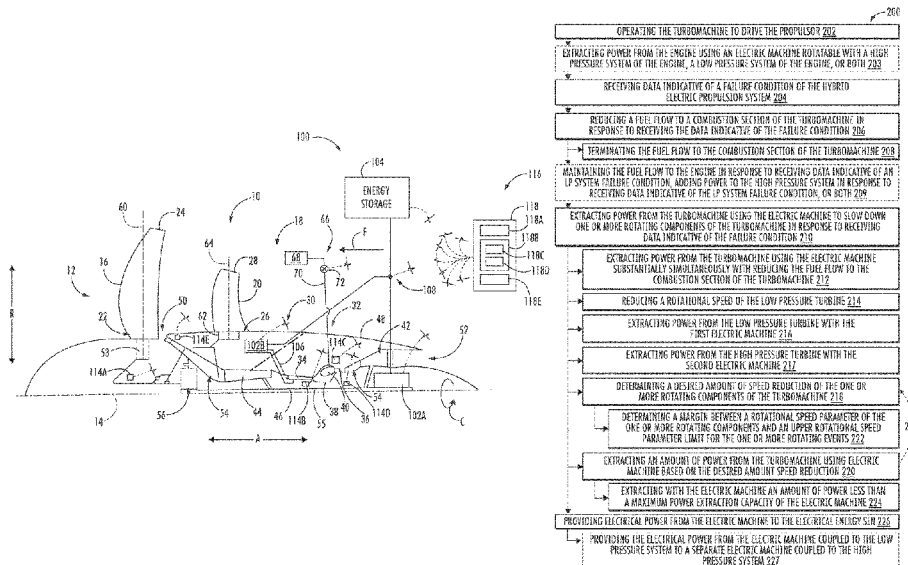 100
104
ENERGY STORAGE
116
118
118A
118B
118C
118D
118E
60
24
10
18
66
F
64
68
28
70
72
16
12
20
108
50
22
62
26
30
32
48
42
52
114E
102B
106
114C
53
34
114A
102A
14
56
54
44
46
114B
55
38
40
36
114D
54
C
R
A
200
OPERATING THE TURBOMACHINE TO DRIVE THE PROPULSOR 202
EXTRACTING POWER FROM THE ENGINE USING AN ELECTRIC MACHINE ROTATABLE WITH A HIGH
PRESSURE SYSTEM OF THE ENGINE, A LOW PRESSURE SYSTEM OF THE ENGINE, OR BOTH 203
RECEIVING DATA INDICATIVE OF A FAILURE CONDITION OF THE HYBRID
ELECTRIC PROPULSION SYSTEM 204
REDUCING A FUEL FLOW TO A COMBUSTION SECTION OF THE TURBOMACHINE IN
RESPONSE TO RECEIVING THE DATA INDICATIVE OF THE FAILURE CONDITION 206
TERMINATING THE FUEL FLOW TO THE COMBUSTION SECTION OF THE TURBOMACHINE 208
MAINTAINING THE FUEL FLOW TO THE ENGINE IN RESPONSE TO RECEIVING DATA INDICATIVE OF AN
LP SYSTEM FAILURE CONDITION, ADDING POWER TO THE HIGH PRESSURE SYSTEM IN RESPONSE TO
RECEIVING DATA INDICATIVE OF THE LP SYSTEM FAILURE CONDITION, OR BOTH 209
EXTRACTING POWER FROM THE TURBOMACHINE USING THE ELECTRIC MACHINE TO SLOW DOWN
ONE OR MORE ROTATING COMPONENTS OF THE TURBOMACHINE IN RESPONSE TO RECEIVING
DATA INDICATIVE OF THE FAILURE CONDITION 210
EXTRACTING POWER FROM THE TURBOMACHINE USING THE ELECTRIC MACHINE
SUBSTANTIALLY SIMULTANEOUSLY WITH REDUCING THE FUEL FLOW TO THE
COMBUSTION SECTION OF THE TURBOMACHINE 212
REDUCING A ROTATIONAL SPEED OF THE LOW PRESSURE TURBINE 214
EXTRACTING POWER FROM THE LOW PRESSURE TURBINE WITH THE
FIRST ELECTRIC MACHINE 216
EXTRACTING POWER FROM THE HIGH PRESSURE TURBINE WITH THE
SECOND ELECTRIC MACHINE 217
DETERMINING A DESIRED AMOUNT OF SPEED REDUCTION OF THE ONE
OR MORE ROTATING COMPONENTS OF THE TURBOMACHINE 218
DETERMINING A MARGIN BETWEEN A ROTATIONAL SPEED PARAMETER OF THE
ONE OR MORE ROTATING COMPONENTS AND AN UPPER ROTATIONAL SPEED
PARAMETER LIMIT FOR THE ONE OR MORE ROTATING EVENTS 222
EXTRACTING AN AMOUNT OF POWER FROM THE TURBOMACHINE USING ELECTRIC
MACHINE BASED ON THE DESIRED AMOUNT SPEED REDUCTION 220
EXTRACTING WITH THE ELECTRIC MACHINE AN AMOUNT OF POWER LESS THAN
A MAXIMUM POWER EXTRACTION CAPACITY OF THE ELECTRIC MACHINE 224
PROVIDING ELECTRICAL POWER FROM THE ELECTRIC MACHINE TO THE ELECTRICAL ENERGY SIN 226
PROVIDING THE ELECTRICAL POWER FROM THE ELECTRIC MACHINE COUPLED TO THE LOW
PRESSURE SYSTEM TO A SEPARATE ELECTRIC MACHINE COUPLED TO THE HIGH
PRESSURE SYSTEM 227